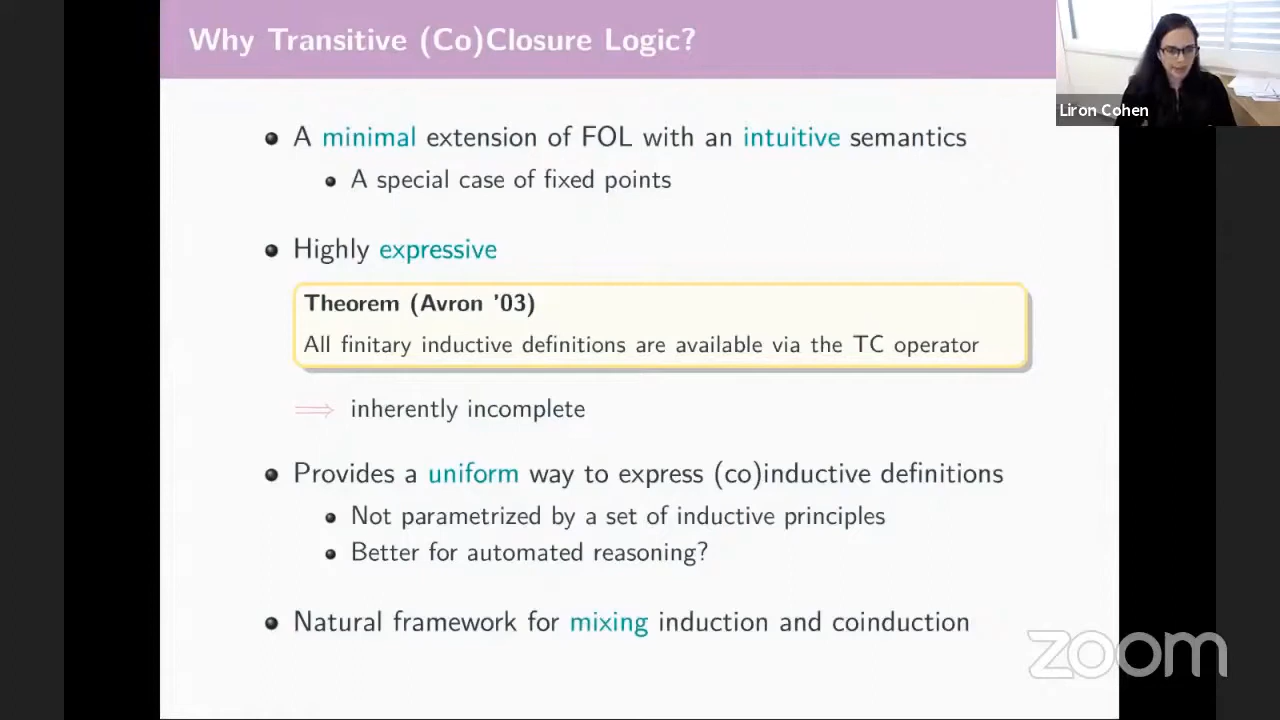 Why Transitive (Co)Closure Logic?
Liron Cohen
A minimal extension of FOL with an intuitive semantics
A special case of fixed points
Highly expressive
Theorem (Avron '03)
All finitary inductive definitions are available via the TC operator
⟹ inherently incomplete
Provides a uniform way to express (co)inductive definitions
Not parametrized by a set of inductive principles
Better for automated reasoning?
Natural framework for mixing induction and coinduction
zoom